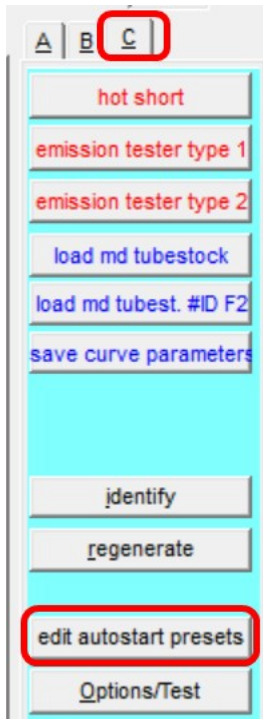 A B C
hot short
emission tester type 1
emission tester type 2
load md tubestock
load md tubest. #ID F2
save curve parameters
identify
regenerate
edit autostart presets
Options/Test